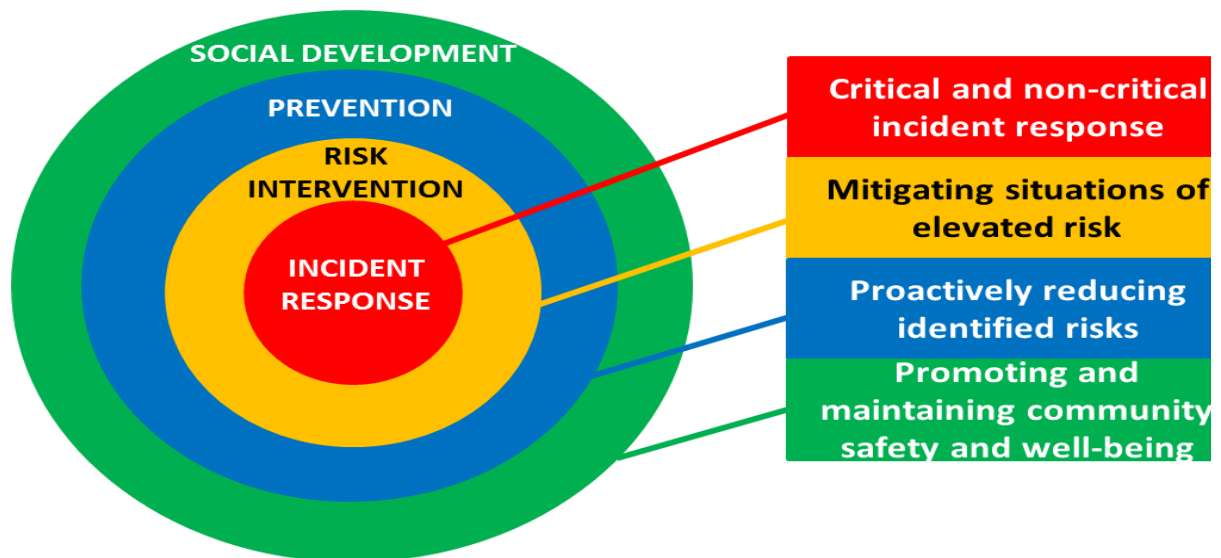 SOCIAL DEVELOPMENT
PREVENTION
RISK
INTERVENTION
INCIDENT
RESPONSE
Critical and non-critical
incident response
Mitigating situations of
elevated risk
Proactively reducing
identified risks
Promoting and
maintaining community
safety and well-being